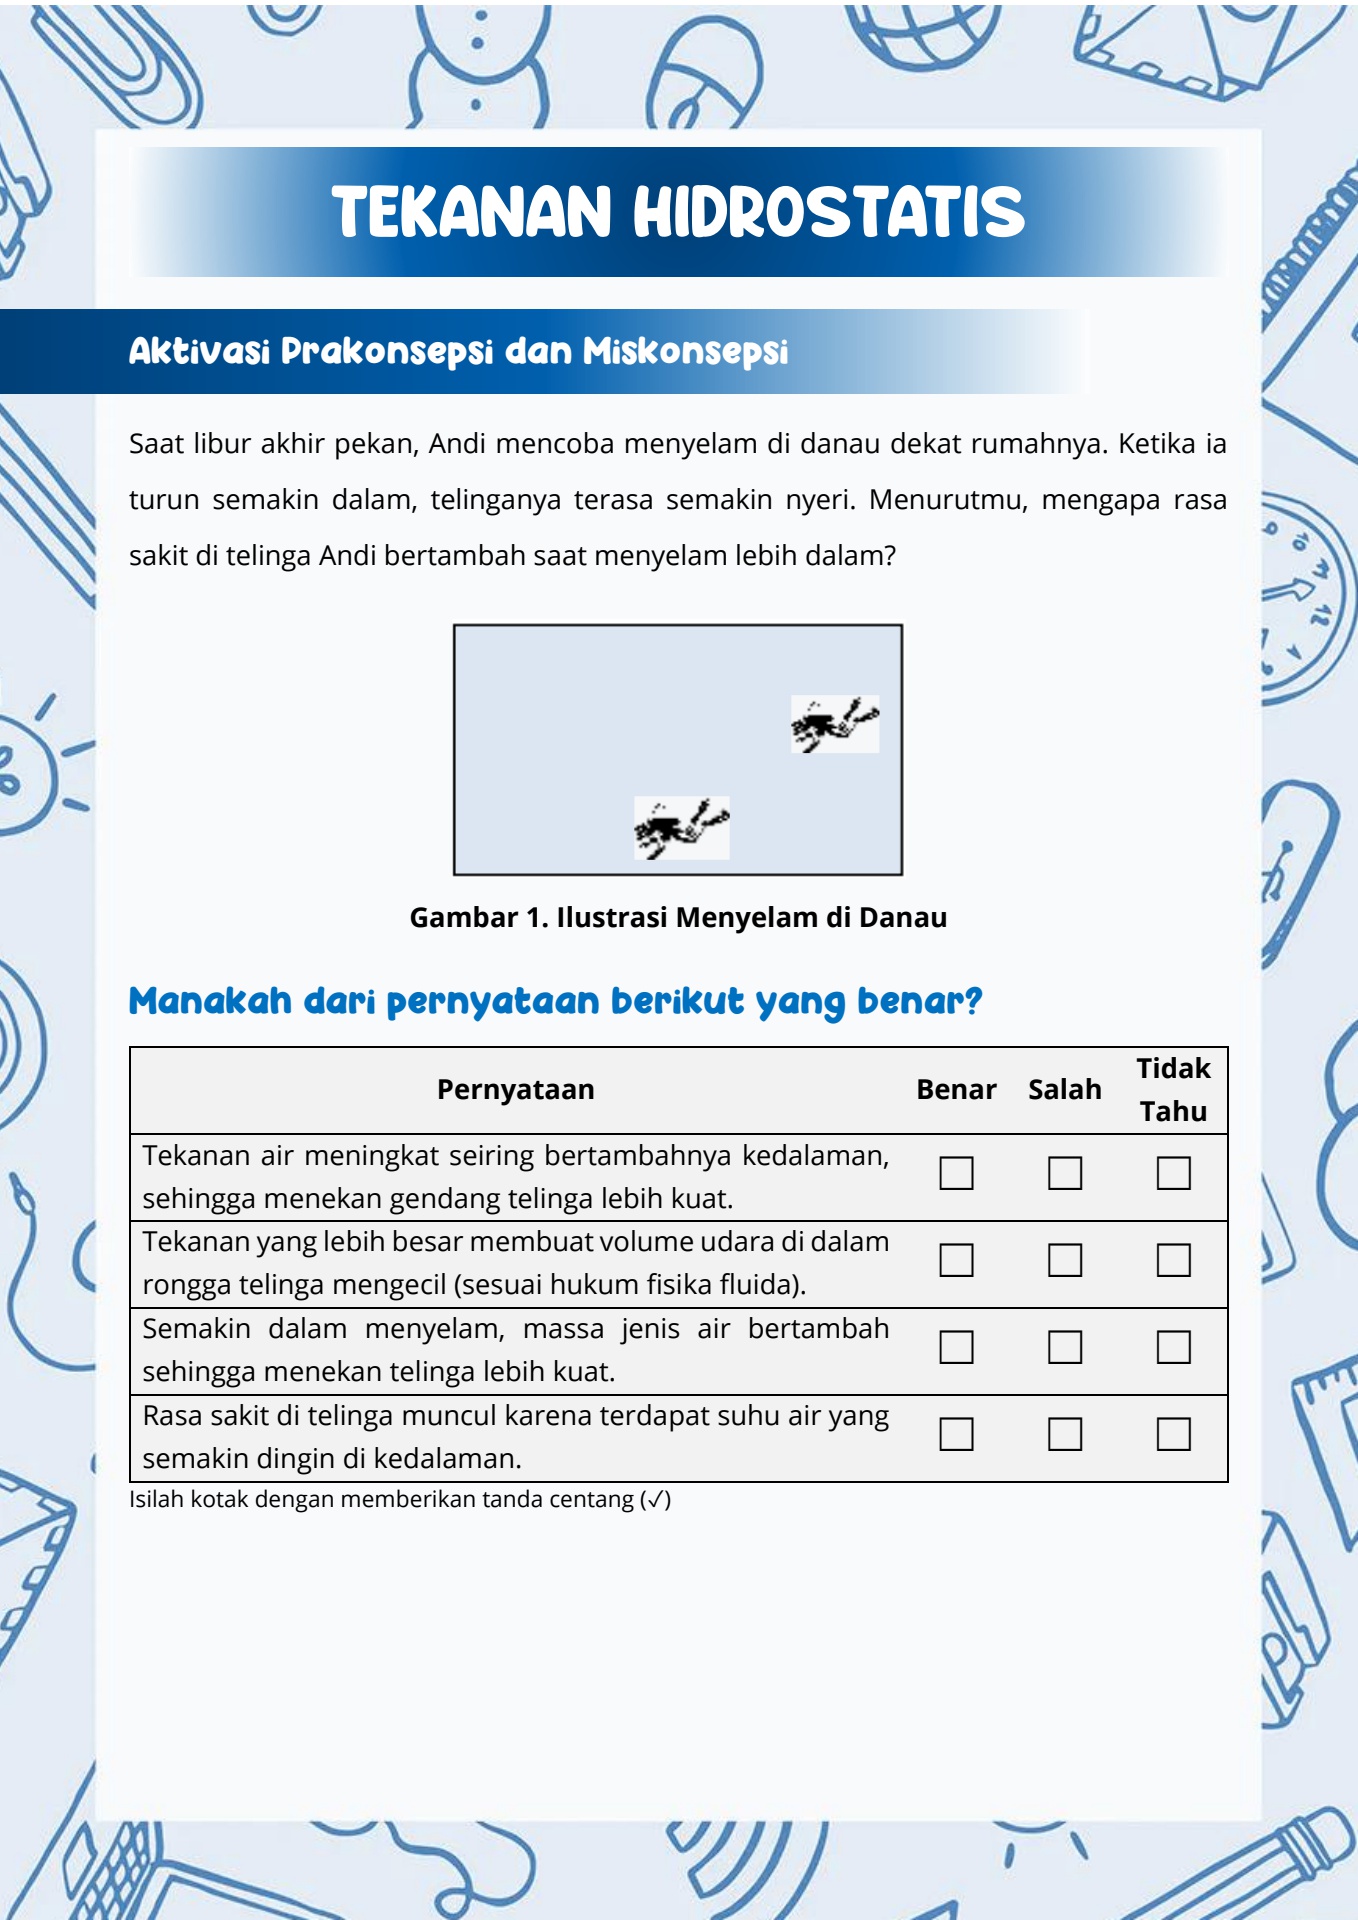 TEKANAN HIDROSTATIS
Aktivasi Prakonsepsi dan Miskonsepsi
Saat libur akhir pekan, Andi mencoba menyelam di danau dekat rumahnya. Ketika ia
turun semakin dalam, telinganya terasa semakin nyeri. Menurutmu, mengapa rasa
sakit di telinga Andi bertambah saat menyelam lebih dalam?
Gambar 1. Ilustrasi Menyelam di Danau
Manakah dari pernyataan berikut yang benar?
Pernyataan Benar Salah Tidak
Tahu
Tekanan air meningkat seiring bertambahnya kedalaman, ☐ ☐ ☐
sehingga menekan gendang telinga lebih kuat.
Tekanan yang lebih besar membuat volume udara di dalam ☐ ☐ ☐
rongga telinga mengecil (sesuai hukum fisika fluida).
Semakin dalam menyelam, massa jenis air bertambah ☐ ☐ ☐
sehingga menekan telinga lebih kuat.
Rasa sakit di telinga muncul karena terdapat suhu air yang ☐ ☐ ☐
semakin dingin di kedalaman.
Isilah kotak dengan memberikan tanda centang (✓)